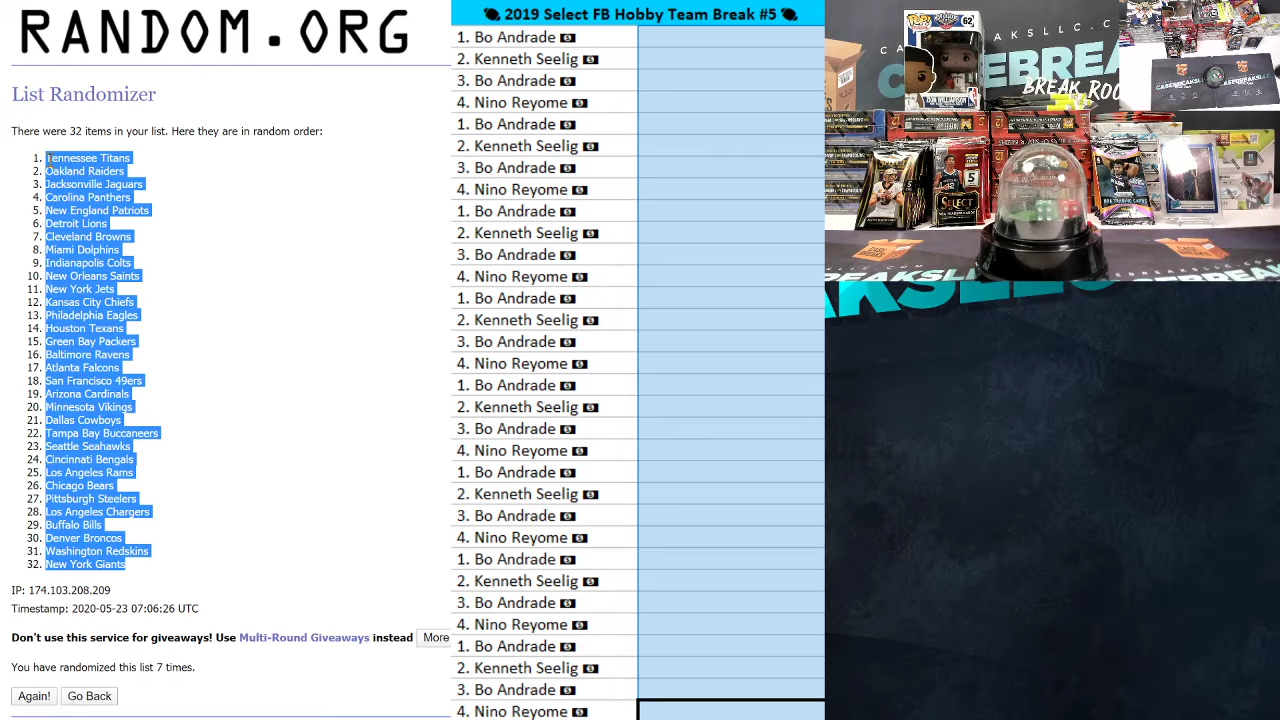 RANDOM.ORG
List Randomizer
There were 32 items in your list. Here they are in random order:
1. Tennessee Titans
2. Oakland Raiders
3. Jacksonville Jaguars
4. Carolina Panthers
5. New England Patriots
6. Detroit Lions
7. Cleveland Browns
8. Miami Dolphins
9. Indianapolis Colts
10. New Orleans Saints
11. New York Jets
12. Kansas City Chiefs
13. Philadelphia Eagles
14. Houston Texans
15. Green Bay Packers
16. Baltimore Ravens
17. Atlanta Falcons
18. San Francisco 49ers
19. Arizona Cardinals
20. Minnesota Vikings
21. Dallas Cowboys
22. Tampa Bay Buccaneers
23. Seattle Seahawks
24. Cincinnati Bengals
25. Los Angeles Rams
26. Chicago Bears
27. Pittsburgh Steelers
28. Los Angeles Chargers
29. Buffalo Bills
30. Denver Broncos
31. Washington Redskins
32. New York Giants
IP: 174.103.208.209
Timestamp: 2020-05-23 07:06:26 UTC
Don't use this service for giveaways! Use Multi-Round Giveaways instead More
You have randomized this list 7 times.
Again! Go Back
2019 Select FB Hobby Team Break #5
1. Bo Andrade
2. Kenneth Seelig
3. Bo Andrade
4. Nino Reyome
1. Bo Andrade
2. Kenneth Seelig
3. Bo Andrade
4. Nino Reyome
1. Bo Andrade
2. Kenneth Seelig
3. Bo Andrade
4. Nino Reyome
1. Bo Andrade
2. Kenneth Seelig
3. Bo Andrade
4. Nino Reyome
1. Bo Andrade
2. Kenneth Seelig
3. Bo Andrade
4. Nino Reyome
1. Bo Andrade
2. Kenneth Seelig
3. Bo Andrade
4. Nino Reyome
1. Bo Andrade
2. Kenneth Seelig
3. Bo Andrade
4. Nino Reyome
1. Bo Andrade
2. Kenneth Seelig
3. Bo Andrade
4. Nino Reyome
62
BREAK
SELECT
5